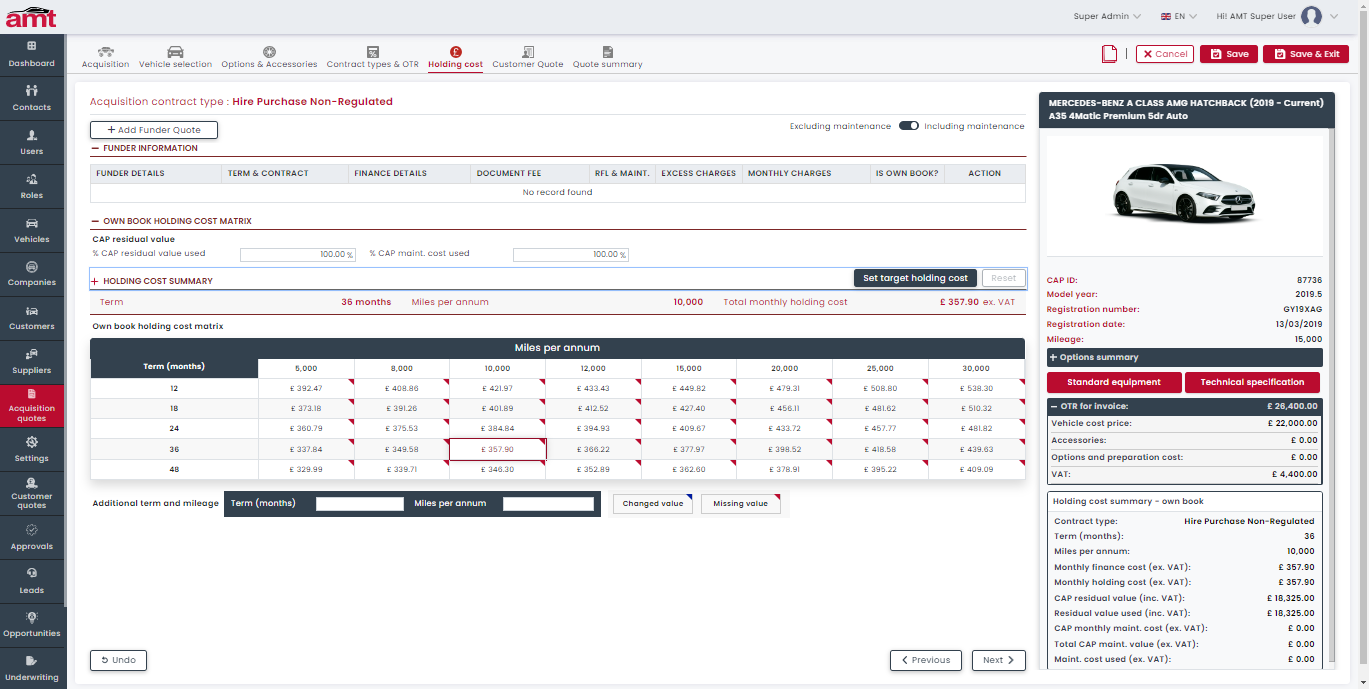 amt
Super Admin
EN
Hi! AMT Super User
Dashboard
Contacts
Users
Roles
Vehicles
Companies
Customers
Suppliers
Acquisition quotes
Settings
Customer quotes
Approvals
Leads
Opportunities
Underwriting
Acquisition
Vehicle selection
Options & Accessories
Contract types & OTR
Holding cost
Customer Quote
Quote summary
Cancel
Save
Save & Exit
Acquisition contract type : Hire Purchase Non-Regulated
+ Add Funder Quote
Excluding maintenance
Including maintenance
FUNDER INFORMATION
FUNDER DETAILS TERM & CONTRACT FINANCE DETAILS DOCUMENT FEE RFL & MAINT. EXCESS CHARGES MONTHLY CHARGES IS OWN BOOK? ACTION
No record found
OWN BOOK HOLDING COST MATRIX
CAP residual value
% CAP residual value used 100.00 % % CAP maint. cost used 100.00 %
+ HOLDING COST SUMMARY Set target holding cost Reset
Term 36 months Miles per annum 10,000 Total monthly holding cost £ 357.90 ex. VAT
Own book holding cost matrix
Miles per annum
Term (months) 5,000 8,000 10,000 12,000 15,000 20,000 25,000 30,000
12 £ 392.47 £ 408.86 £ 421.97 £ 433.43 £ 449.82 £ 479.31 £ 508.80 £ 538.30
18 £ 373.18 £ 391.26 £ 401.89 £ 412.52 £ 427.40 £ 456.11 £ 481.62 £ 510.32
24 £ 360.79 £ 375.53 £ 384.84 £ 394.93 £ 409.67 £ 433.72 £ 457.77 £ 481.82
36 £ 337.84 £ 349.58 £ 357.90 £ 366.22 £ 377.97 £ 398.52 £ 418.58 £ 439.63
48 £ 329.99 £ 339.71 £ 346.30 £ 352.89 £ 362.60 £ 378.91 £ 395.22 £ 409.09
Additional term and mileage Term (months) Miles per annum Changed value Missing value
Undo
Previous
Next
MERCEDES-BENZ A CLASS AMG HATCHBACK (2019 - Current)
A35 4Matic Premium 5dr Auto
CAP ID: 87736
Model year: 2019.5
Registration number: GY19XAG
Registration date: 13/03/2019
Mileage: 15,000
+ Options summary
Standard equipment
Technical specification
OTR for invoice: £ 26,400.00
Vehicle cost price: £ 22,000.00
Accessories: £ 0.00
Options and preparation cost: £ 0.00
VAT: £ 4,400.00
Holding cost summary - own book
Contract type: Hire Purchase Non-Regulated
Term (months): 36
Miles per annum: 10,000
Monthly finance cost (ex. VAT): £ 357.90
Monthly holding cost (ex. VAT): £ 357.90
CAP residual value (inc. VAT): £ 18,325.00
Residual value used (inc. VAT): £ 18,325.00
CAP monthly maint. cost (ex. VAT): £ 0.00
Total CAP maint. value (ex. VAT): £ 0.00
Maint. cost used (ex. VAT): £ 0.00